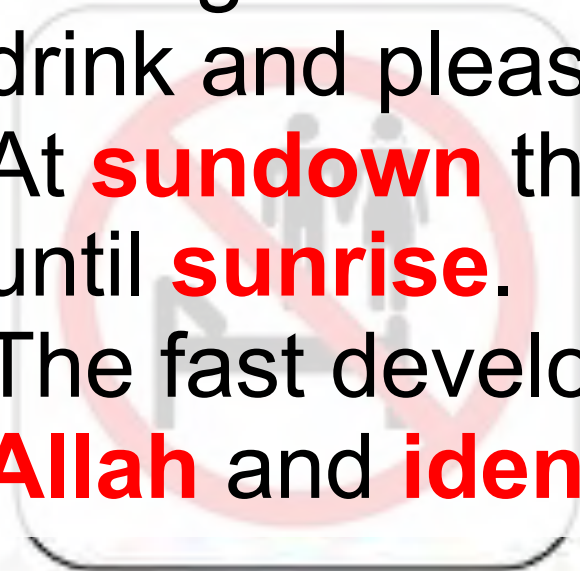 drink and pleas
At sundown th
until sunrise.
The fast develo
Allah and iden